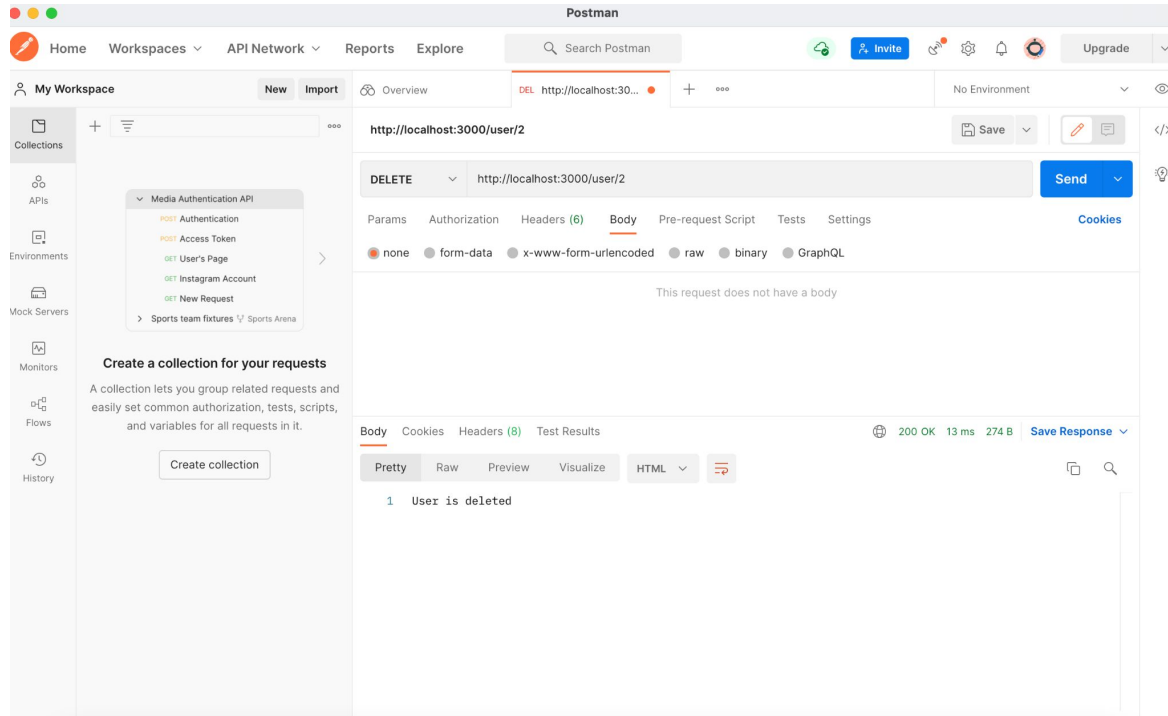 Postman
Home Workspaces API Network Reports Explore Search Postman Invite Upgrade
My Workspace New Import Overview DEL http://localhost:30... No Environment
Collections
APIs
Environments
Mock Servers
Monitors
Flows
History
Media Authentication API
POST Authentication
POST Access Token
GET User's Page
GET Instagram Account
GET New Request
Sports team fixtures Sports Arena
Create a collection for your requests
A collection lets you group related requests and
easily set common authorization, tests, scripts,
and variables for all requests in it.
Create collection
http://localhost:3000/user/2 Save
DELETE http://localhost:3000/user/2 Send
Params Authorization Headers (6) Body Pre-request Script Tests Settings Cookies
none form-data x-www-form-urlencoded raw binary GraphQL
This request does not have a body
Body Cookies Headers (8) Test Results 200 OK 13 ms 274 B Save Response
Pretty Raw Preview Visualize HTML
1 User is deleted